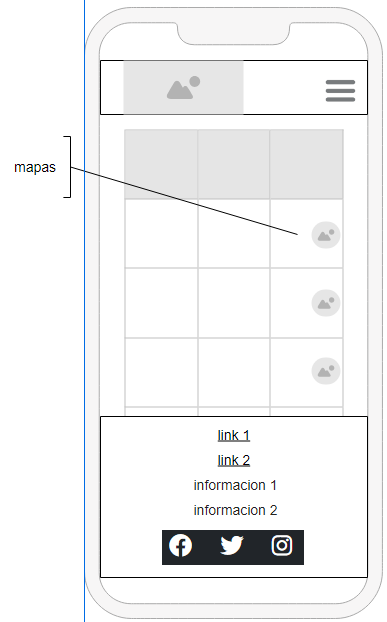 mapas
link 1
link 2
informacion 1
informacion 2